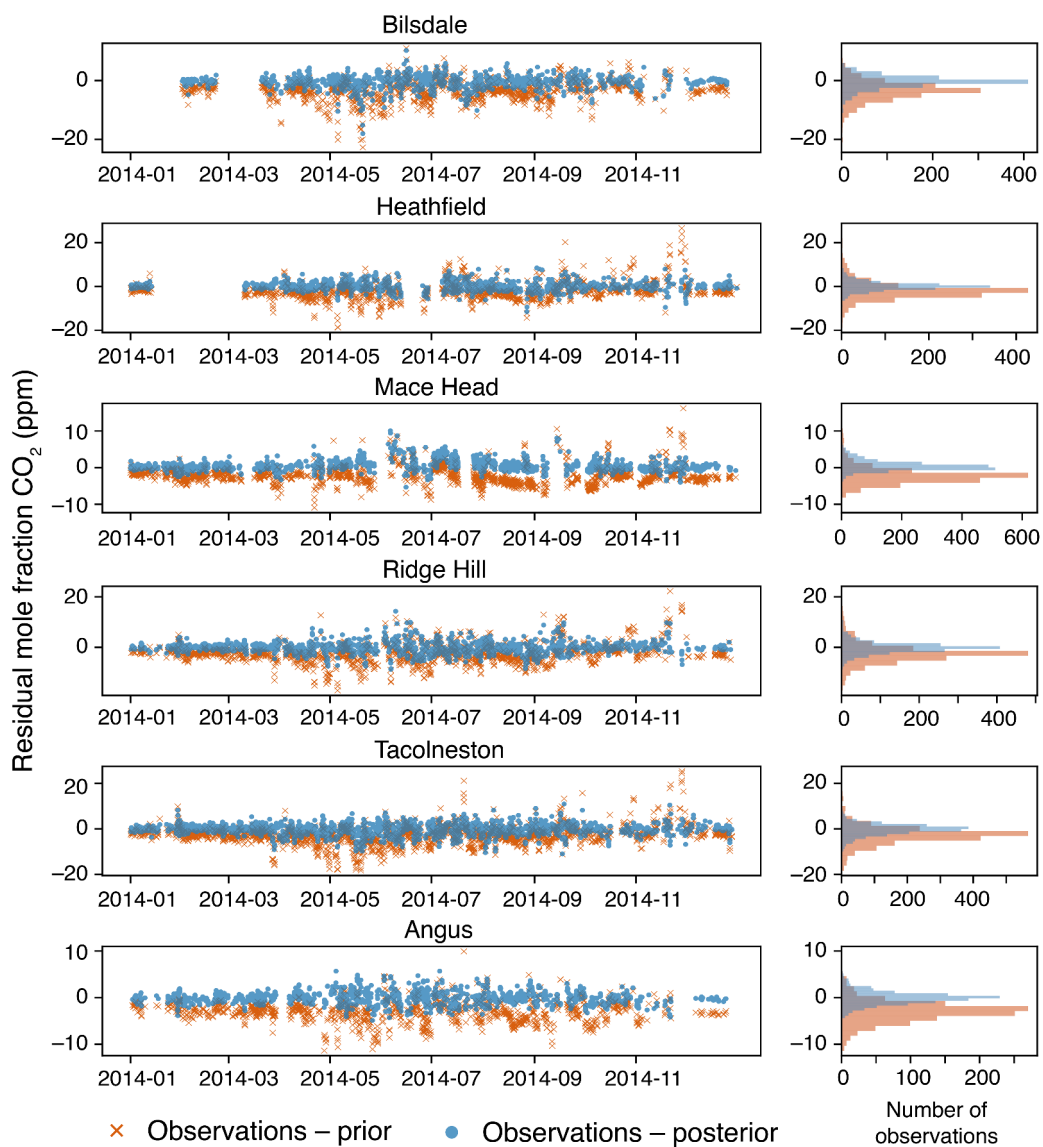 Bilsdale
0
−20
2014-01 2014-03 2014-05 2014-07 2014-09 2014-11
0
−20
0 200 400
Heathfield
20
0
−20
2014-01 2014-03 2014-05 2014-07 2014-09 2014-11
20
0
−20
0 200 400
Mace Head
10
0
−10
2014-01 2014-03 2014-05 2014-07 2014-09 2014-11
10
0
−10
0 200 400 600
Residual mole fraction CO₂ (ppm)
Ridge Hill
20
0
2014-01 2014-03 2014-05 2014-07 2014-09 2014-11
20
0
0 200 400
Tacolneston
20
0
−20
2014-01 2014-03 2014-05 2014-07 2014-09 2014-11
20
0
−20
0 200 400
Angus
10
0
−10
2014-01 2014-03 2014-05 2014-07 2014-09 2014-11
10
0
−10
0 100 200
Number of
observations
Observations – prior Observations – posterior